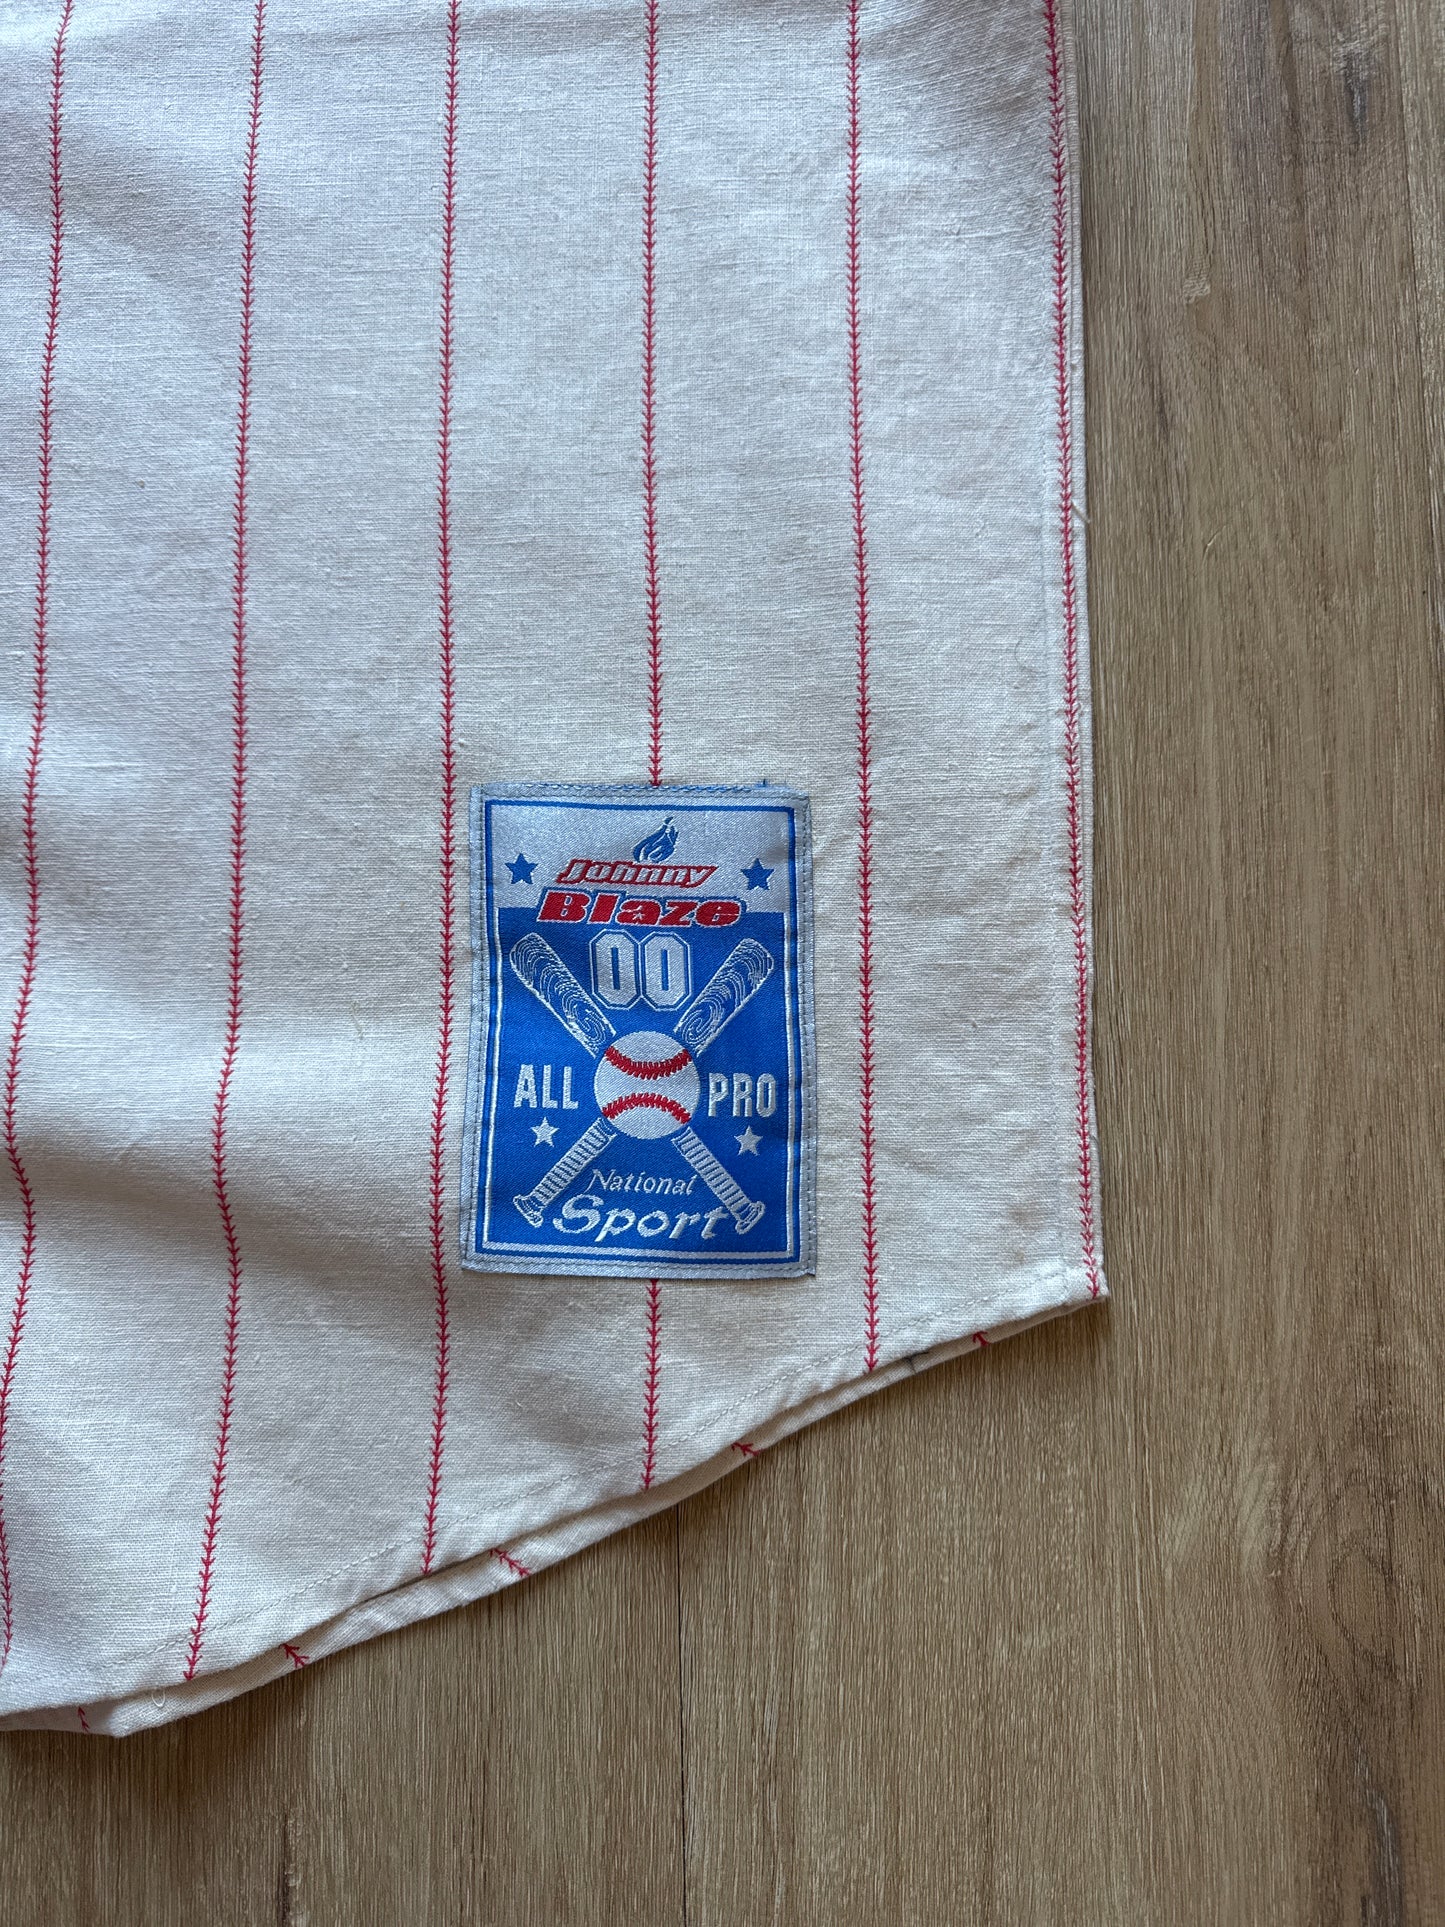 Johnny
Blaze
00
ALL PRO
National
Sport